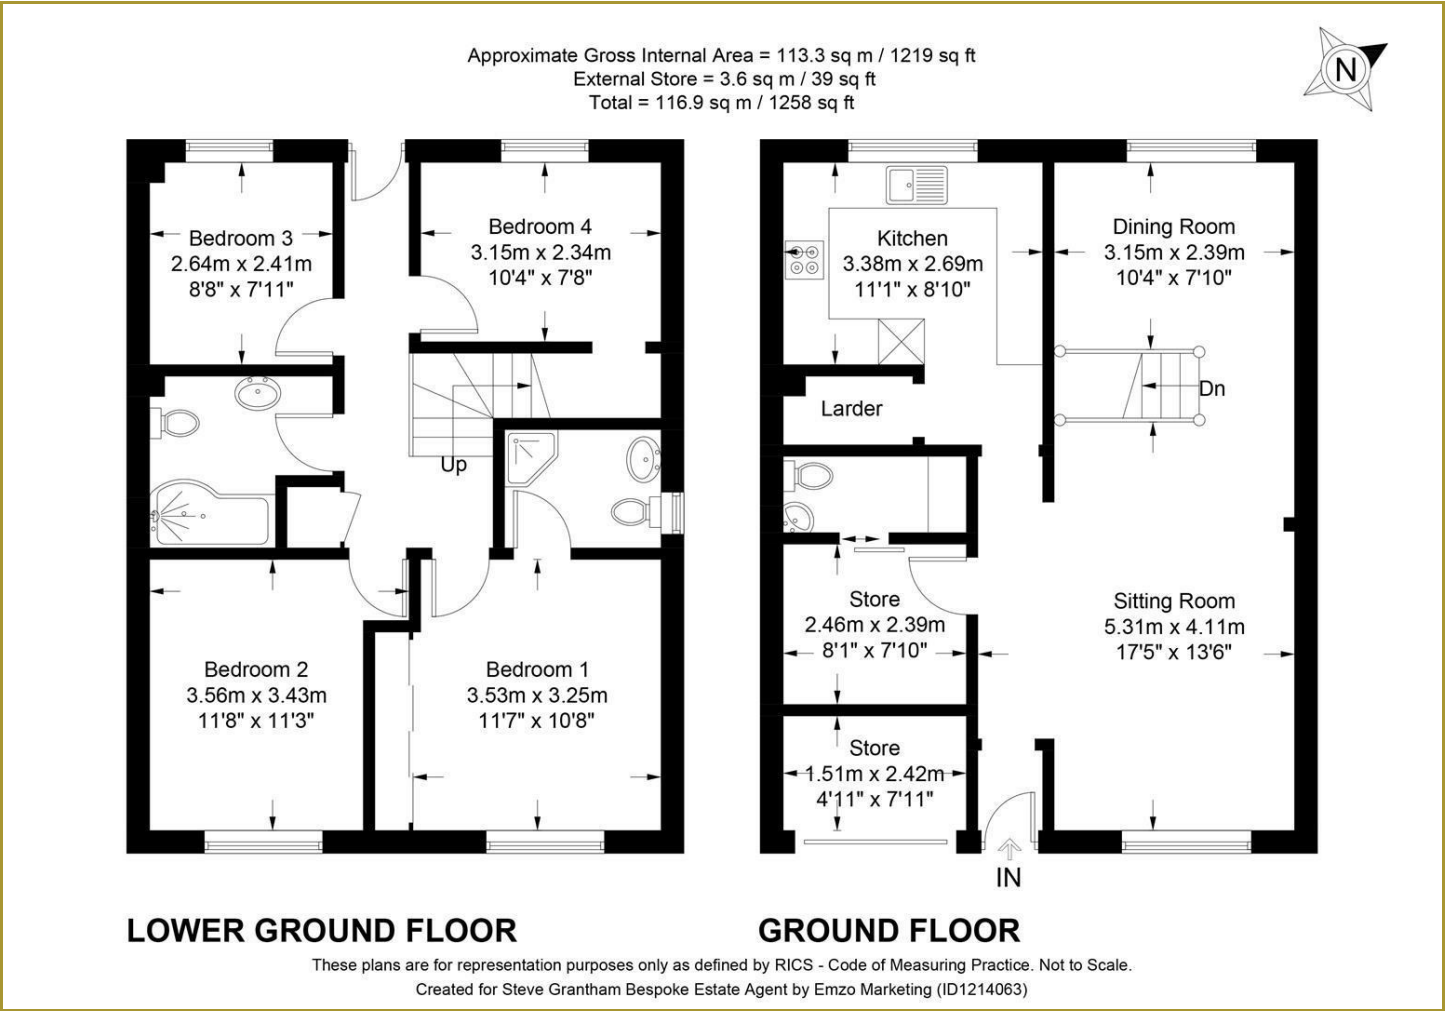 Approximate Gross Internal Area = 113.3 sq m / 1219 sq ft
External Store = 3.6 sq m / 39 sq ft
Total = 116.9 sq m / 1258 sq ft
N
Bedroom 3
2.64m x 2.41m
8'8" x 7'11"
Bedroom 4
3.15m x 2.34m
10'4" x 7'8"
Up
Bedroom 2
3.56m x 3.43m
11'8" x 11'3"
Bedroom 1
3.53m x 3.25m
11'7" x 10'8"
Kitchen
3.38m x 2.69m
11'1" x 8'10"
Dining Room
3.15m x 2.39m
10'4" x 7'10"
Dn
Larder
Store
2.46m x 2.39m
8'1" x 7'10"
Sitting Room
5.31m x 4.11m
17'5" x 13'6"
Store
1.51m x 2.42m
4'11" x 7'11"
IN
LOWER GROUND FLOOR
GROUND FLOOR
These plans are for representation purposes only as defined by RICS - Code of Measuring Practice. Not to Scale.
Created for Steve Grantham Bespoke Estate Agent by Emzo Marketing (ID1214063)